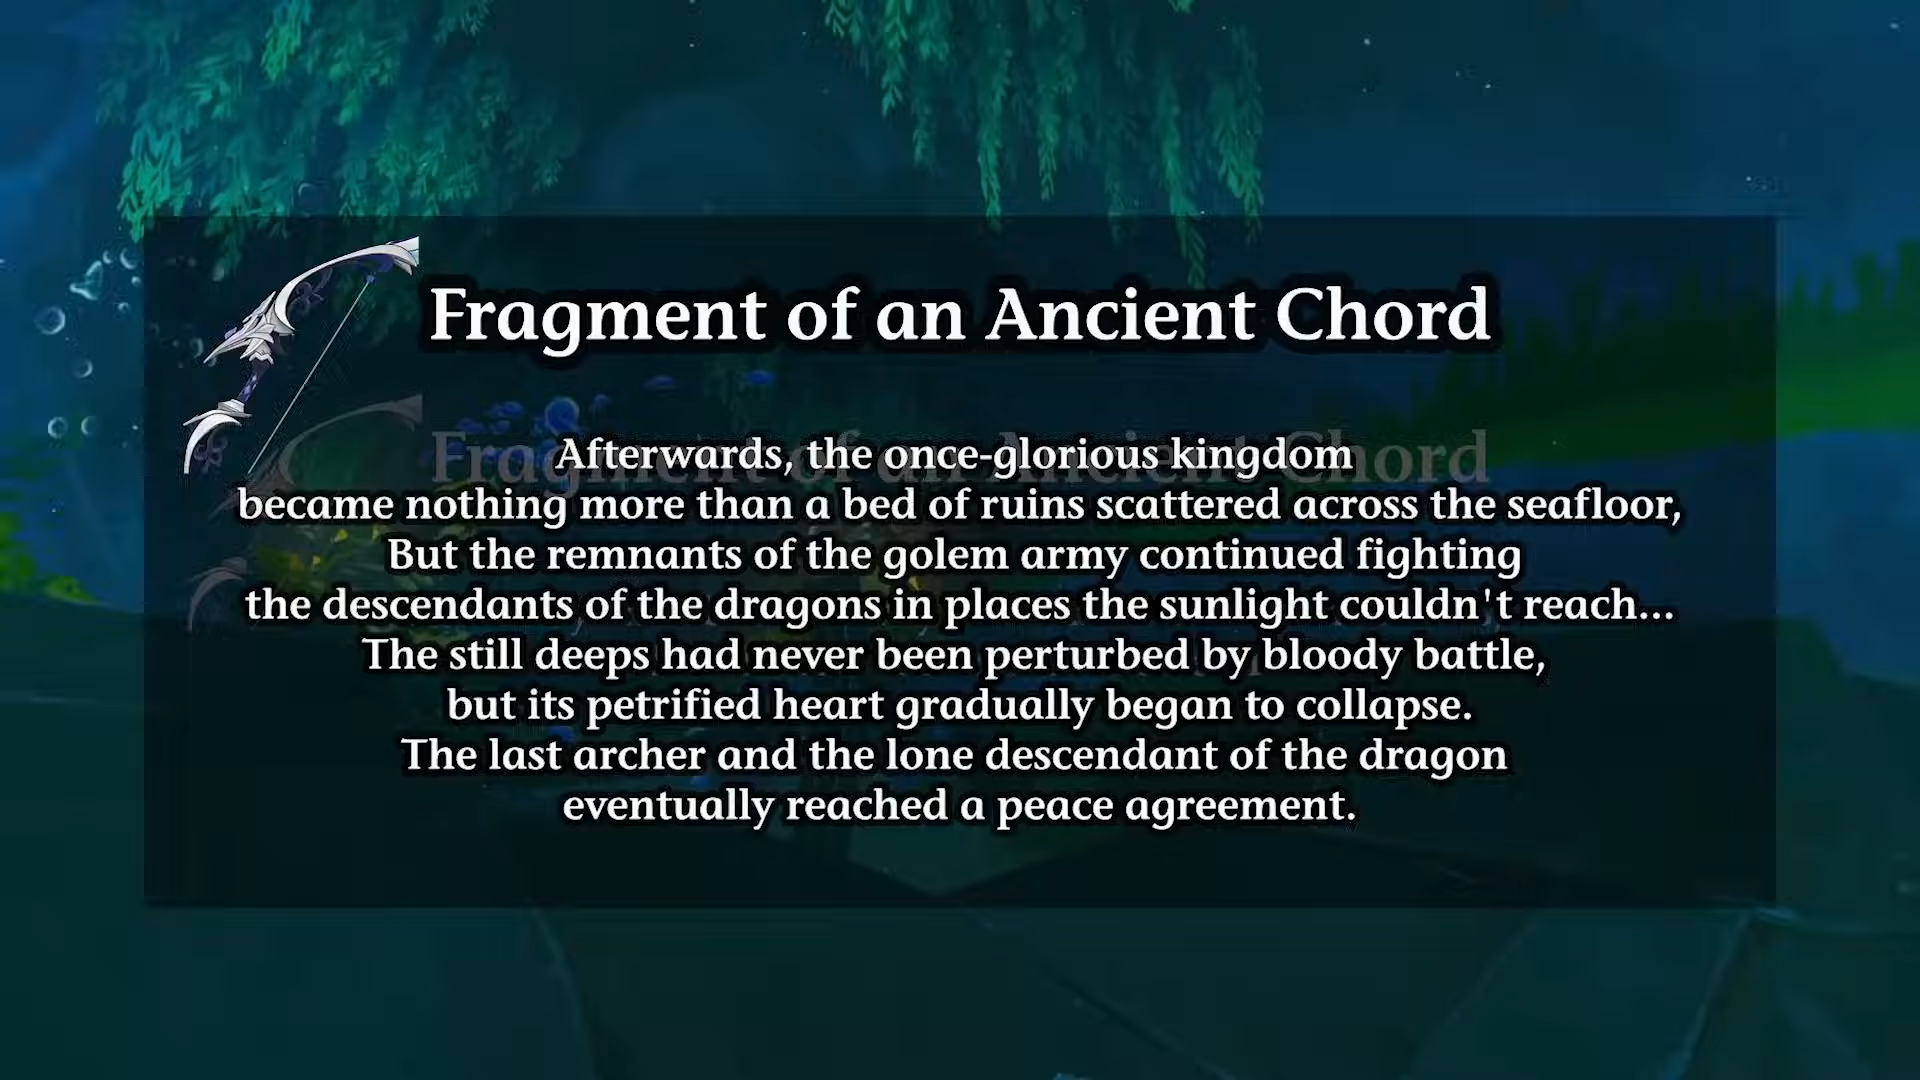 Fragment of an Ancient Chord
Afterwards, the once-glorious kingdom
became nothing more than a bed of ruins scattered across the seafloor,
But the remnants of the golem army continued fighting
the descendants of the dragons in places the sunlight couldn't reach...
The still deeps had never been perturbed by bloody battle,
but its petrified heart gradually began to collapse.
The last archer and the lone descendant of the dragon
eventually reached a peace agreement.